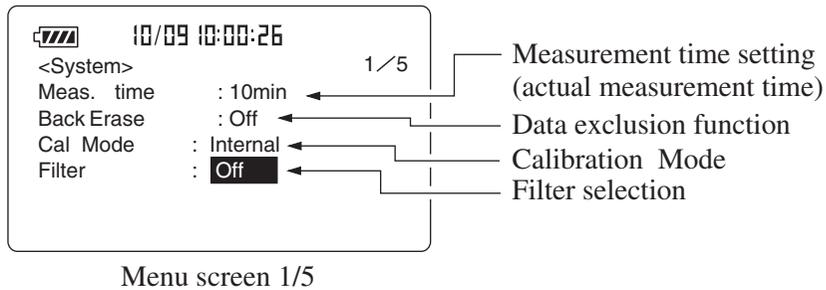 10/09 10:00:26
<System> 1/5
Meas. time : 10min
Back Erase : Off
Cal Mode : Internal
Filter : Off
Measurement time setting
(actual measurement time)
Data exclusion function
Calibration Mode
Filter selection
Menu screen 1/5